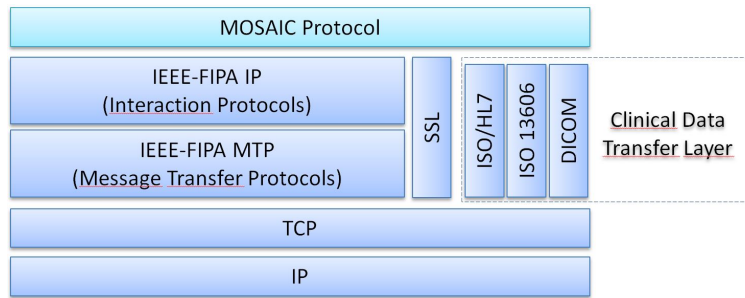 MOSAIC Protocol
IEEE-FIPA IP
(Interaction Protocols)
IEEE-FIPA MTP
(Message Transfer Protocols)
SSL
ISO/HL7
ISO 13606
DICOM
Clinical Data
Transfer Layer
TCP
IP